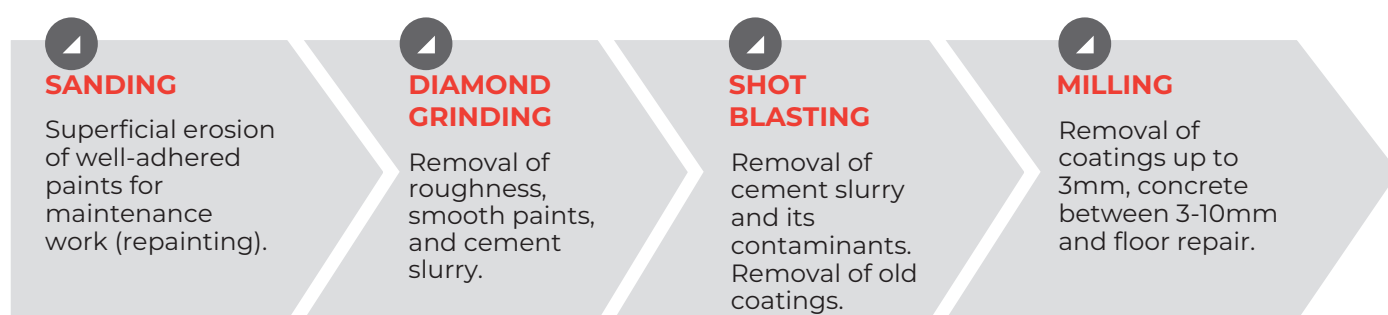 SANDING
Superficial erosion
of well-adhered
paints for
maintenance
work (repainting).
DIAMOND
GRINDING
Removal of
roughness,
smooth paints,
and cement
slurry.
SHOT
BLASTING
Removal of
cement slurry
and its
contaminants.
Removal of old
coatings.
MILLING
Removal of
coatings up to
3mm, concrete
between 3-10mm
and floor repair.